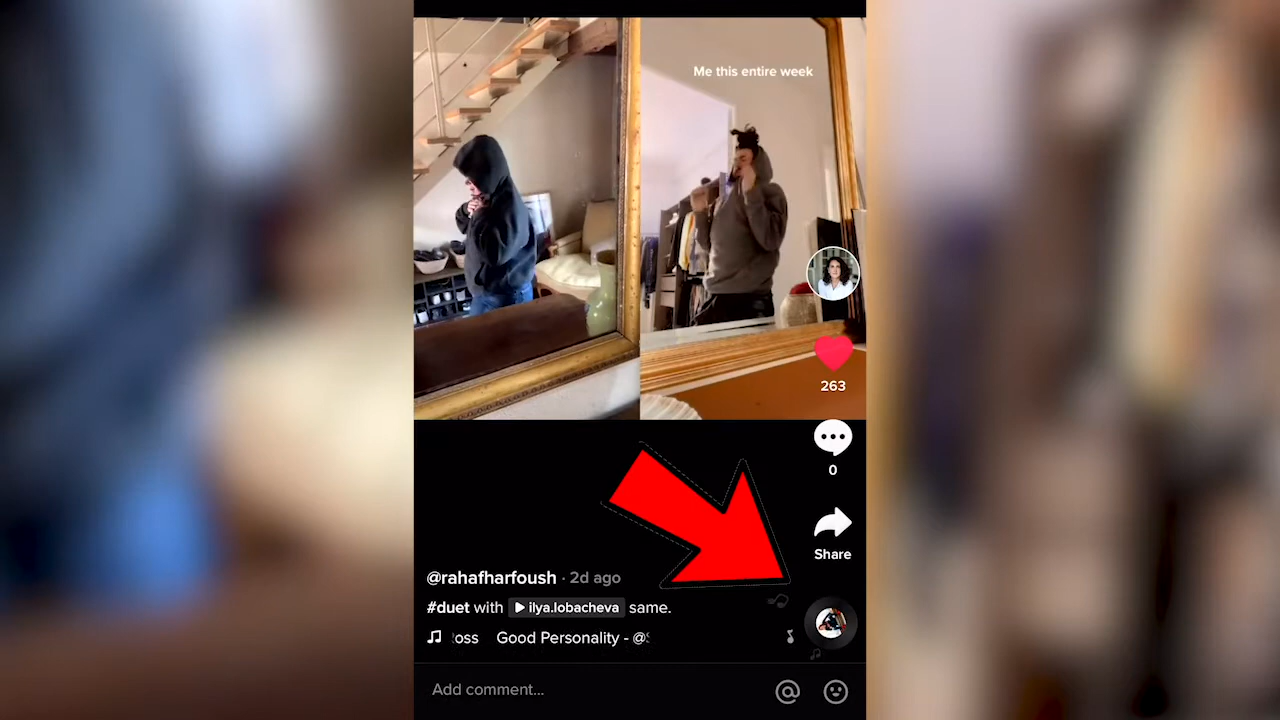 Me this entire week
263
0
Share
@rahafharfoush · 2d ago
#duet with ilya.lobacheva same.
oss Good Personality - @
Add comment...